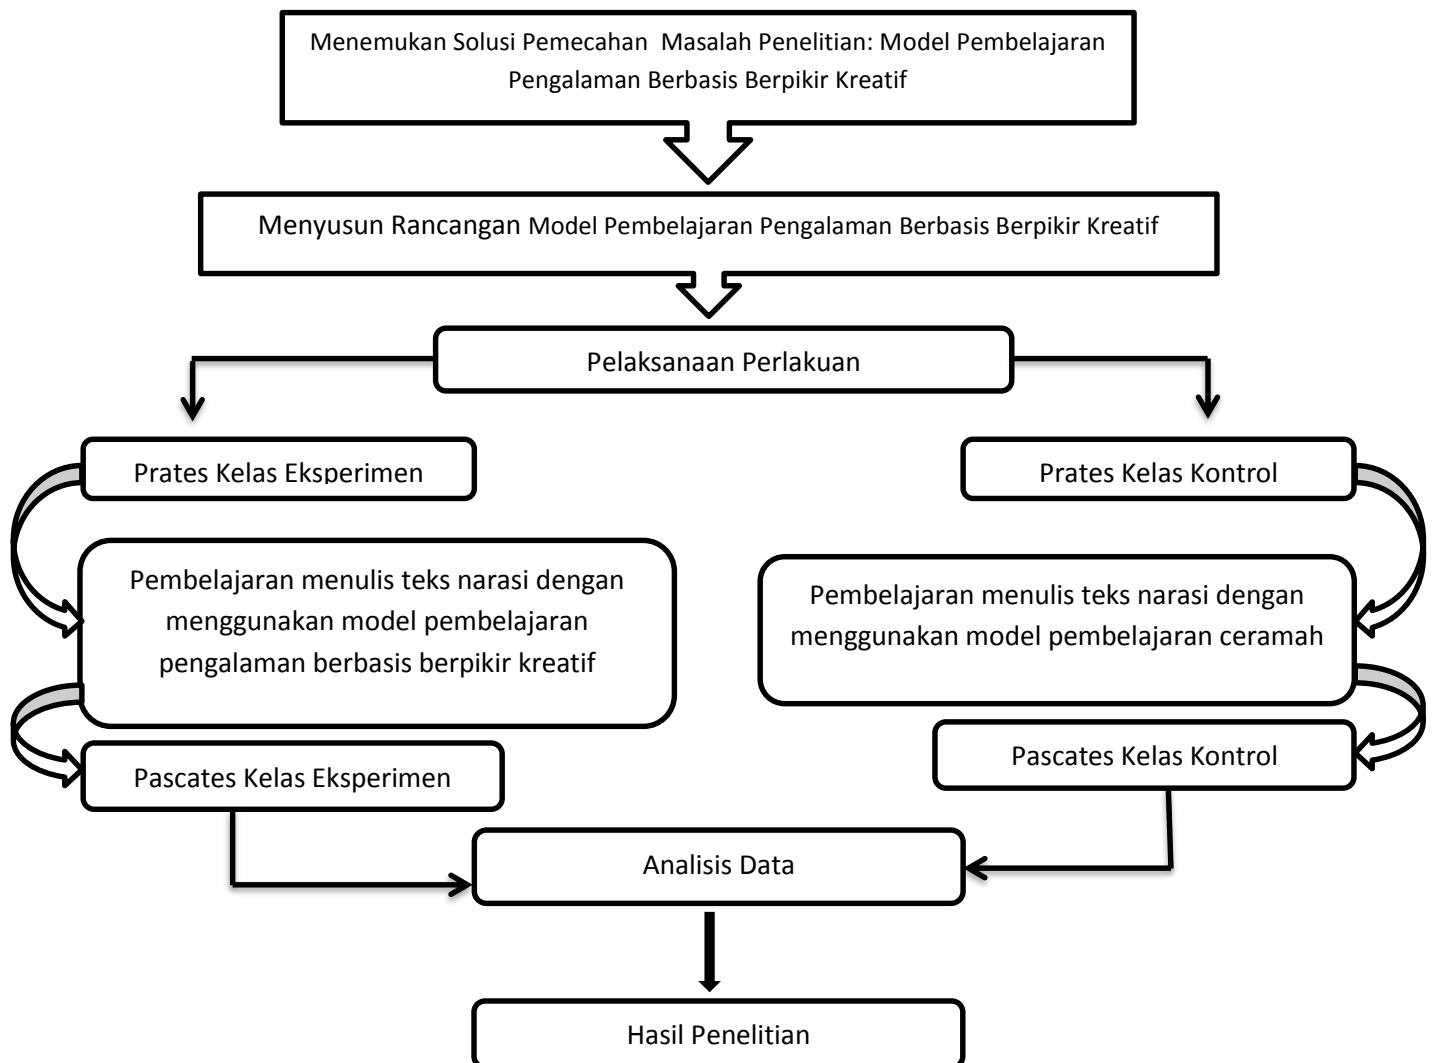 Menemukan Solusi Pemecahan Masalah Penelitian: Model Pembelajaran
Pengalaman Berbasis Berpikir Kreatif
Menyusun Rancangan Model Pembelajaran Pengalaman Berbasis Berpikir Kreatif
Pelaksanaan Perlakuan
Prates Kelas Eksperimen
Prates Kelas Kontrol
Pembelajaran menulis teks narasi dengan
menggunakan model pembelajaran
pengalaman berbasis berpikir kreatif
Pembelajaran menulis teks narasi dengan
menggunakan model pembelajaran ceramah
Pascates Kelas Eksperimen
Pascates Kelas Kontrol
Analisis Data
Hasil Penelitian